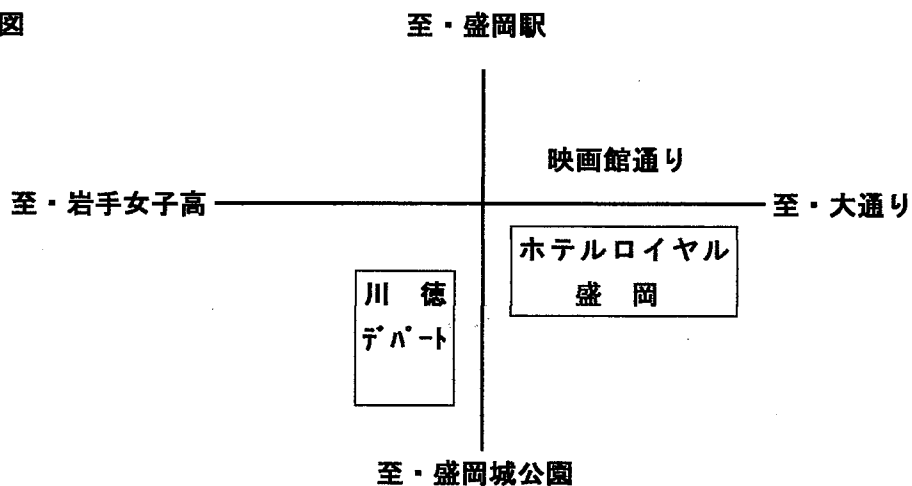 図
至・盛岡駅
映画館通り
至・岩手女子高
至・大通り
ホテルロイヤル
盛 岡
川 徳
デパート
至・盛岡城公園